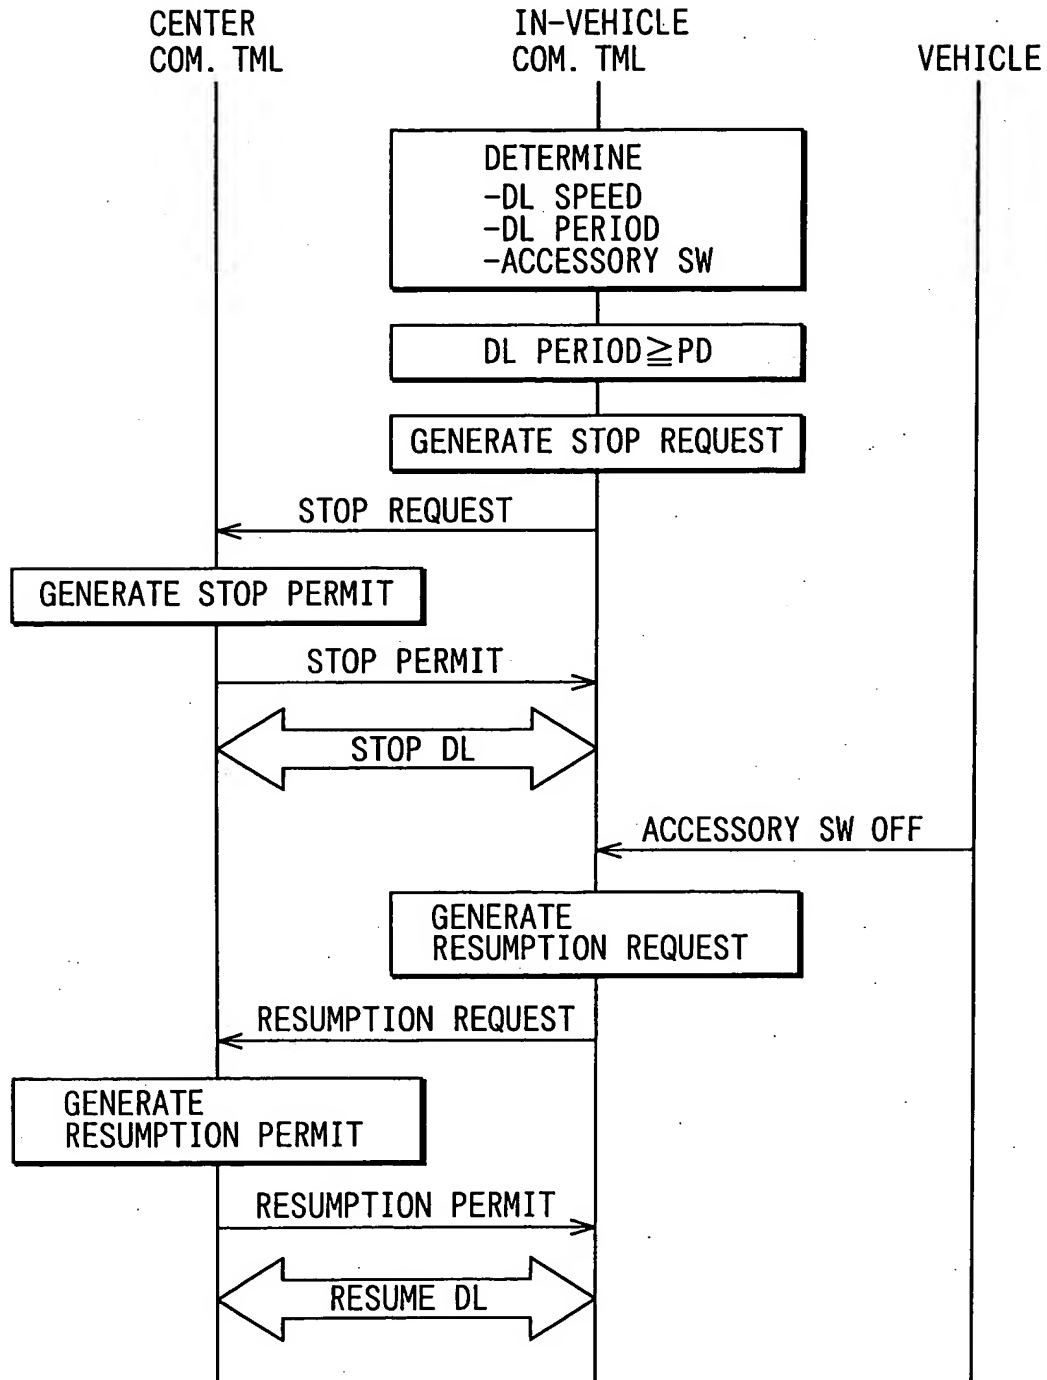 CENTER
COM. TML
IN-VEHICLE
COM. TML
VEHICLE
DETERMINE
-DL SPEED
-DL PERIOD
-ACCESSORY SW
DL PERIOD≧PD
GENERATE STOP REQUEST
STOP REQUEST
GENERATE STOP PERMIT
STOP PERMIT
STOP DL
ACCESSORY SW OFF
GENERATE
RESUMPTION REQUEST
RESUMPTION REQUEST
GENERATE
RESUMPTION PERMIT
RESUMPTION PERMIT
RESUME DL